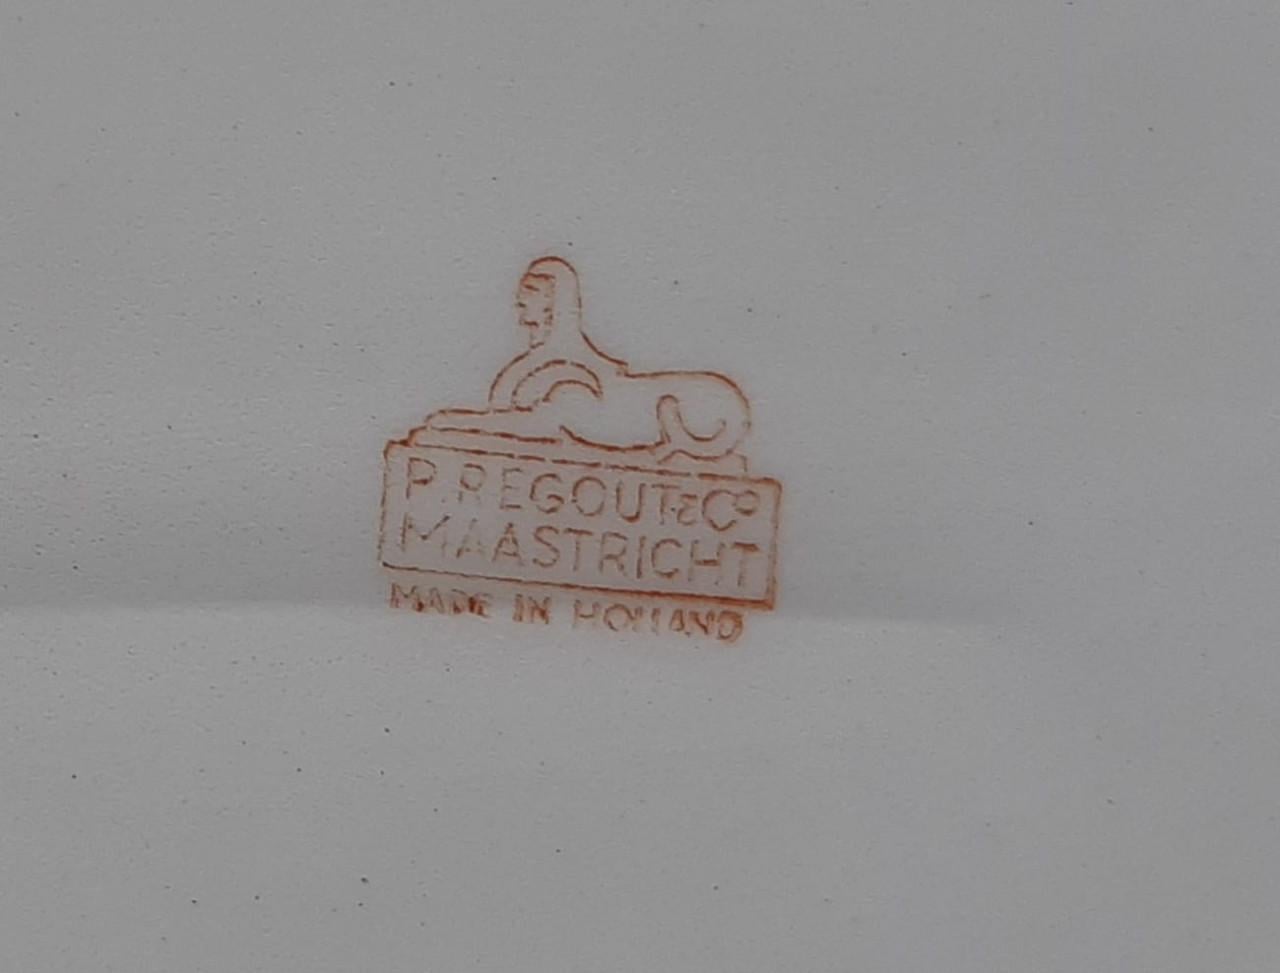 P. REGOUT & Cº
MAASTRICHT
MADE IN HOLLAND